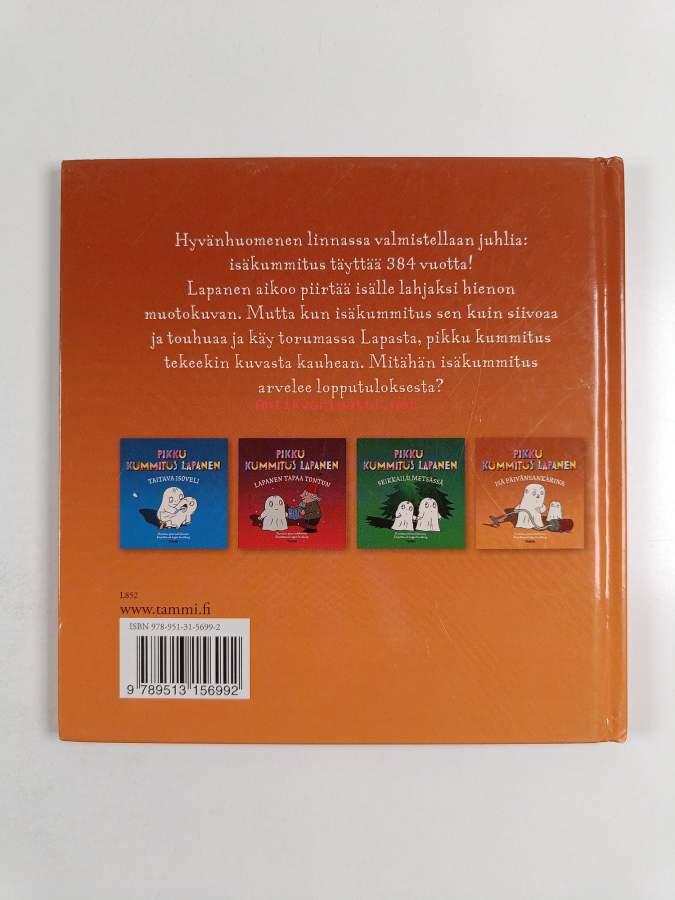 Hyvänhuomenen linnassa valmistellaan juhlia:
isäkummitus täyttää 384 vuotta!
Lapanen aikoo piirtää isälle lahjaksi hienon
muotokuvan. Mutta kun isäkummitus sen kuin siivoaa
ja touhuaa ja käy torumassa Lapasta, pikku kummitus
tekeekin kuvasta kauhean. Mitähän isäkummitus
arvelee lopputuloksesta?
PIKKU
KUMMITUS LAPANEN
TAITAVA ISOVELI
PIKKU
KUMMITUS LAPANEN
LAPANEN TAPAA TONTUN
PIKKU
KUMMITUS LAPANEN
SEIKKAILU METSÄSSÄ
PIKKU
KUMMITUS LAPANEN
ISÄ PÄIVÄNSANKARINA
L852
www.tammi.fi
ISBN 978-951-31-5699-2
9 789513 156992